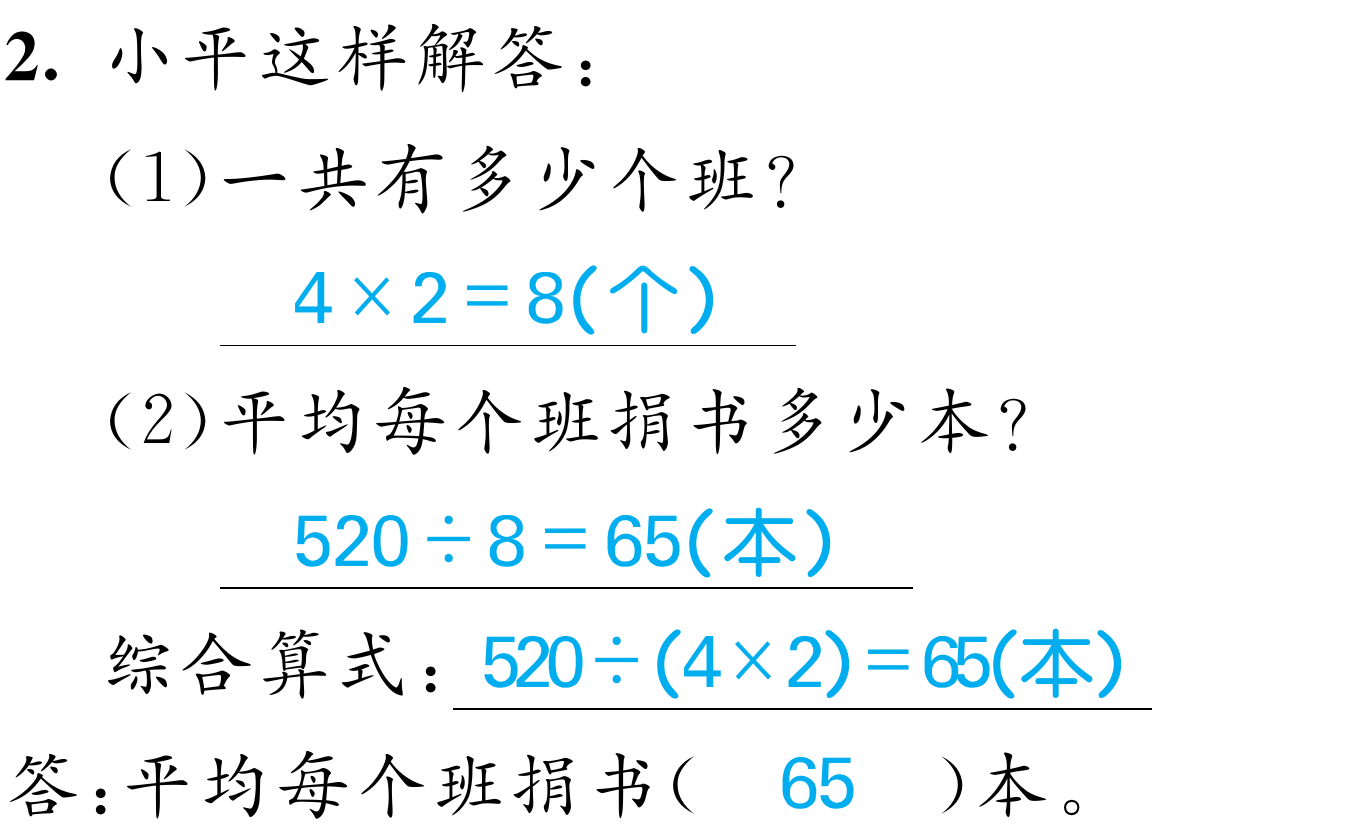 2. 小平这样解答：
(1)一共有多少个班?
4×2=8(个)
(2)平均每个班捐书多少本?
520÷8=65(本)
综合算式：520÷(4×2)=65(本)
答：平均每个班捐书( 65 )本。